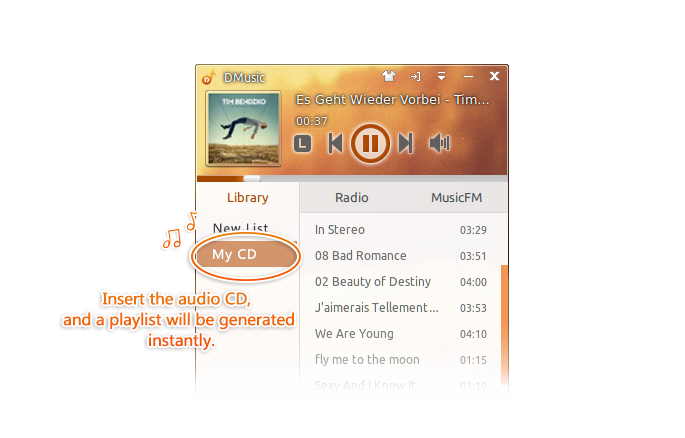 DMusic
TIM BENDZKO
Es Geht Wieder Vorbei - Tim...
00:37
L
Library
Radio
MusicFM
New List
My CD
In Stereo 03:29
08 Bad Romance 03:51
02 Beauty of Destiny 04:00
J'aimerais Tellement... 03:53
We Are Young 04:10
fly me to the moon 01:15
Sexy And I Know It 03:19
Insert the audio CD,
and a playlist will be generated
instantly.